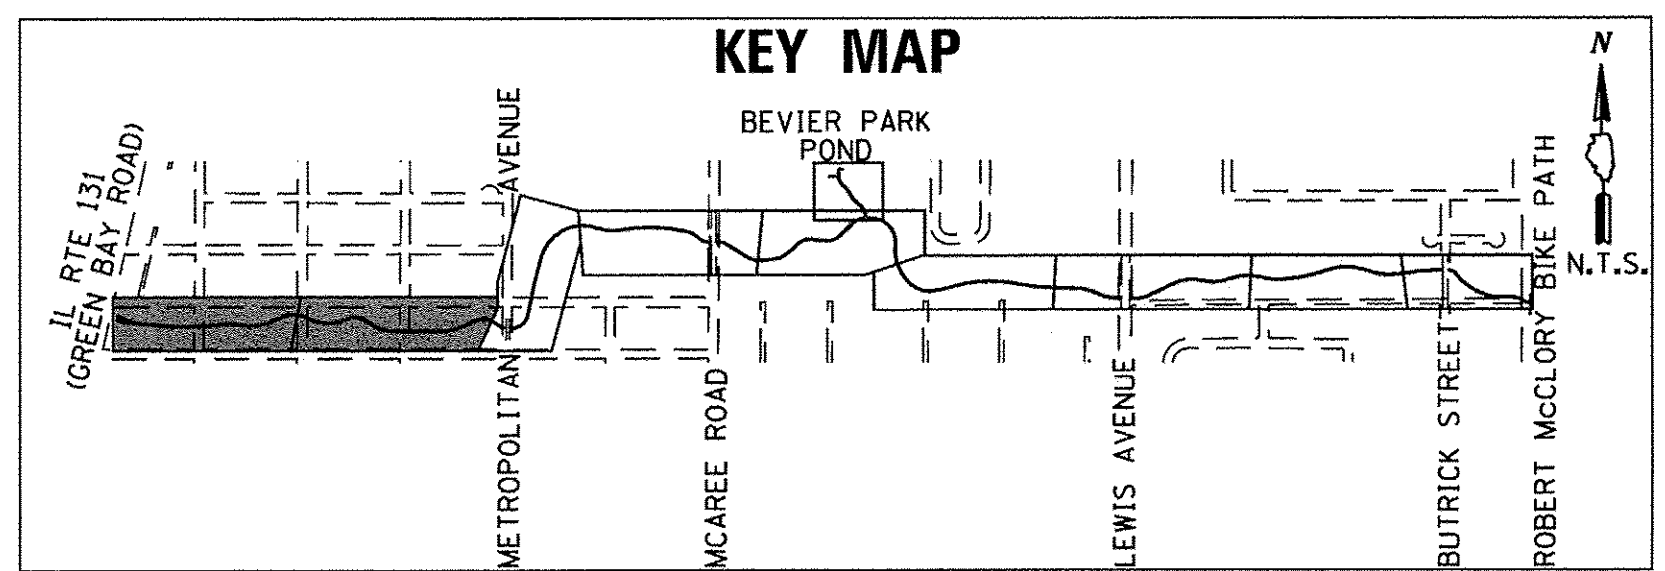 KEY MAP
N
N.T.S.
BEVIER PARK
POND
IL RTE 131
(GREEN BAY ROAD)
METROPOLITAN AVENUE
MCAREE ROAD
LEWIS AVENUE
BUTRICK STREET
ROBERT McCLORY BIKE PATH